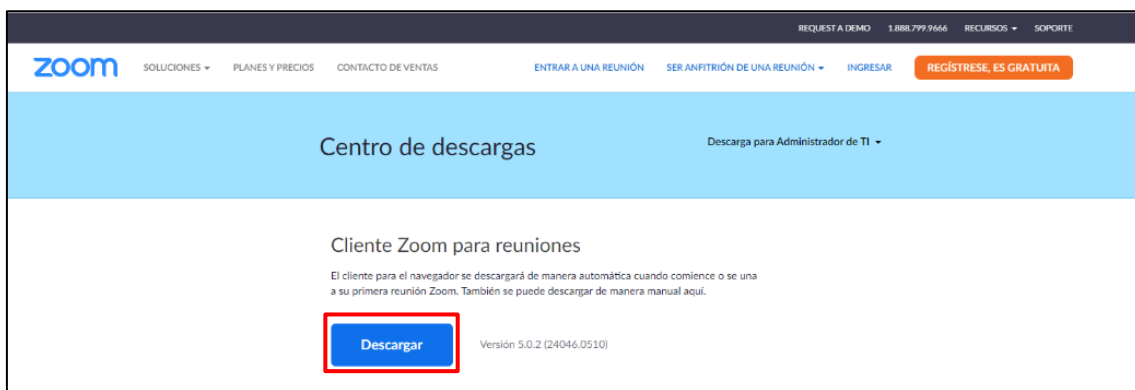 REQUEST A DEMO 1.888.799.9666 RECURSOS SOPORTE
zoom SOLUCIONES PLANES Y PRECIOS CONTACTO DE VENTAS ENTRAR A UNA REUNIÓN SER ANFITRIÓN DE UNA REUNIÓN INGRESAR REGÍSTRESE, ES GRATUITA
Centro de descargas Descarga para Administrador de TI
Cliente Zoom para reuniones
El cliente para el navegador se descargará de manera automática cuando comience o se una
a su primera reunión Zoom. También se puede descargar de manera manual aquí.
Descargar Versión 5.0.2 (24046.0510)